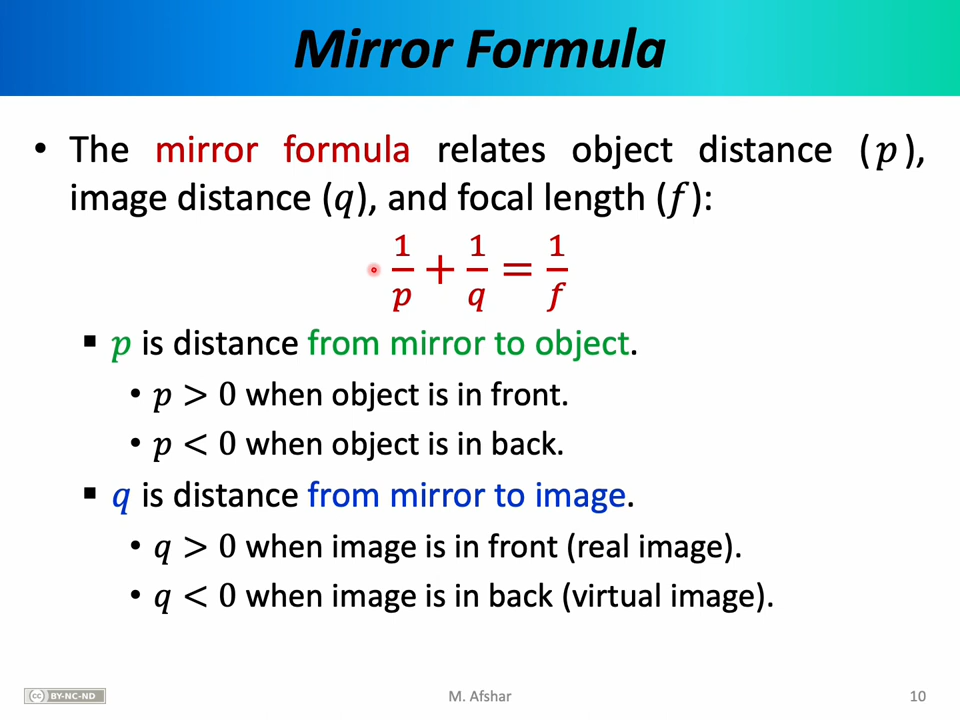 Mirror Formula
• The mirror formula relates object distance (p),
image distance (q), and focal length (f):
1/p + 1/q = 1/f
▪ p is distance from mirror to object.
• p > 0 when object is in front.
• p < 0 when object is in back.
▪ q is distance from mirror to image.
• q > 0 when image is in front (real image).
• q < 0 when image is in back (virtual image).
cc BY-NC-ND
M. Afshar
10